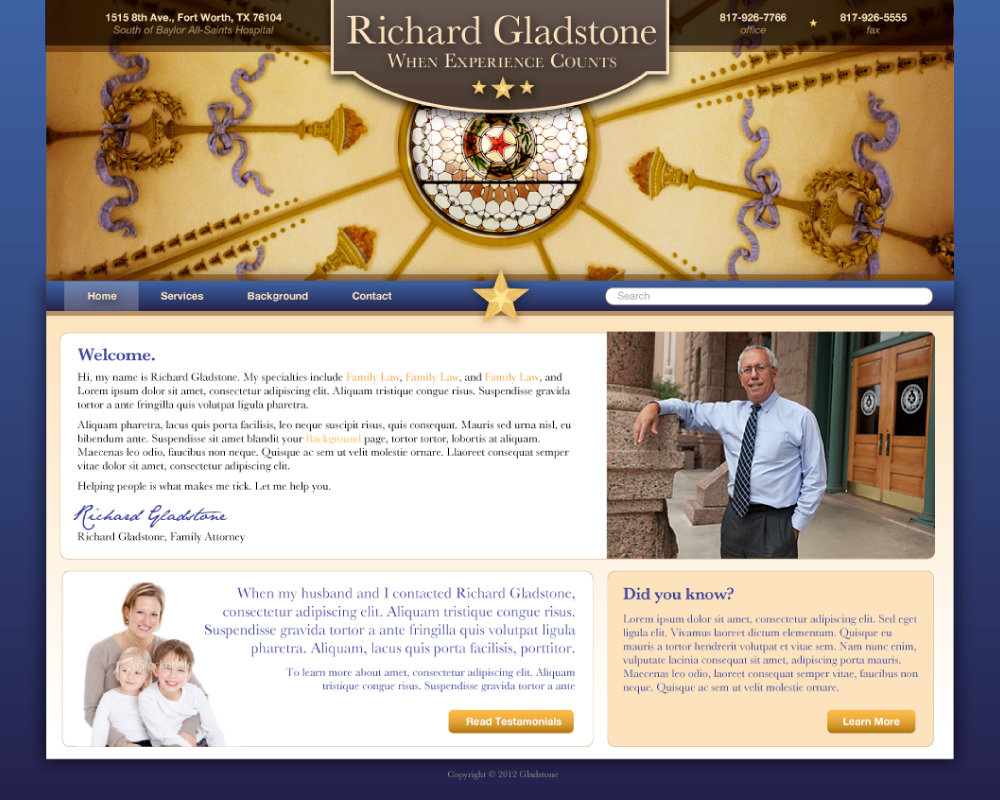 1515 8th Ave., Fort Worth, TX 76104
South of Baylor All-Saints Hospital
Richard Gladstone
When Experience Counts
817-926-7766
office
817-926-5555
fax
Home
Services
Background
Contact
Search
Welcome.
Hi, my name is Richard Gladstone. My specialties include Family Law, Family Law, and Family Law, and
Lorem ipsum dolor sit amet, consectetur adipiscing elit. Aliquam tristique congue risus. Suspendisse gravida
tortor a ante fringilla quis volutpat ligula pharetra.
Aliquam pharetra, lacus quis porta facilisis, leo neque suscipit risus, quis consequat. Mauris sed urna nisl, eu
bibendum ante. Suspendisse sit amet blandit your Background page, tortor tortor, lobortis at aliquam.
Maecenas leo odio, faucibus non neque. Quisque ac sem ut velit molestie ornare. Llaoreet consequat semper
vitae dolor sit amet, consectetur adipiscing elit.
Helping people is what makes me tick. Let me help you.
Richard Gladstone
Richard Gladstone, Family Attorney
When my husband and I contacted Richard Gladstone,
consectetur adipiscing elit. Aliquam tristique congue risus.
Suspendisse gravida tortor a ante fringilla quis volutpat ligula
pharetra. Aliquam, lacus quis porta facilisis, porttitor.
To learn more about amet, consectetur adipiscing elit. Aliquam
tristique congue risus. Suspendisse gravida tortor a ante
Read Testamonials
Did you know?
Lorem ipsum dolor sit amet, consectetur adipiscing elit. Sed eget
ligula elit. Vivamus laoreet dictum elementum. Quisque eu
mauris a tortor hendrerit volutpat et vitae sem. Nam nunc enim,
vulputate lacinia consequat sit amet, adipiscing porta mauris.
Maecenas leo odio, laoreet consequat semper vitae, faucibus non
neque. Quisque ac sem ut velit molestie ornare.
Learn More
Copyright © 2012 Gladstone